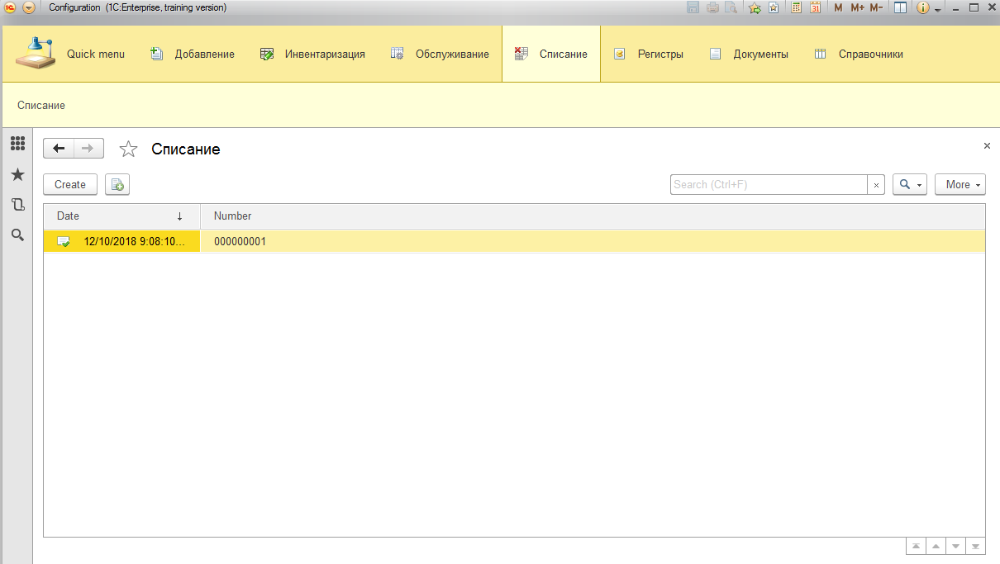 Configuration (1C:Enterprise, training version)
M M+ M-
31
Quick menu Добавление Инвентаризация Обслуживание Списание Регистры Документы Справочники
Списание
Списание
Create Search (Ctrl+F) More
Date Number
12/10/2018 9:08:10... 000000001